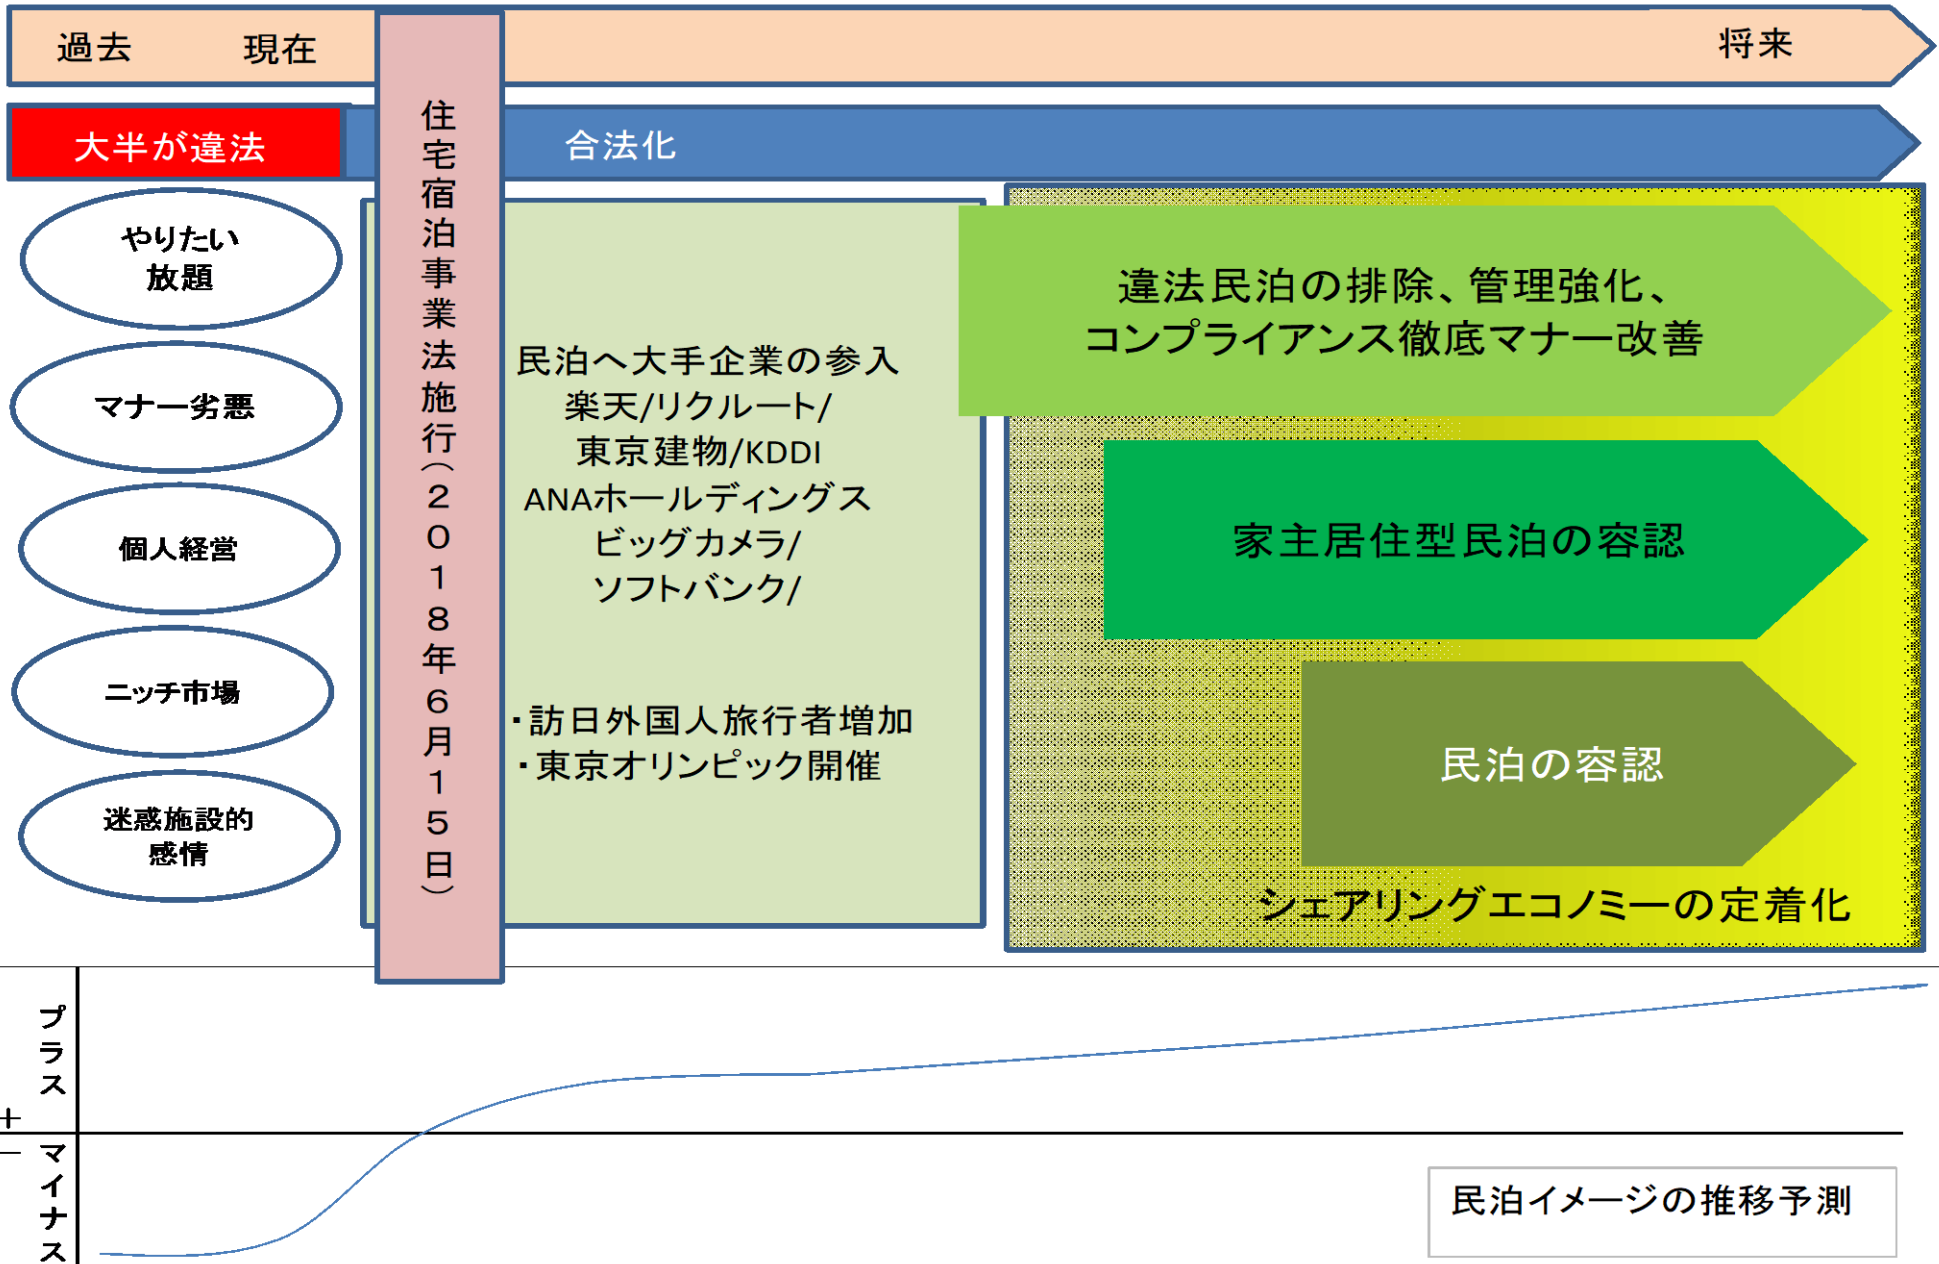 過去
現在
将来
大半が違法
合法化
住宅宿泊事業法施行（２０１８年６月１５日）
やりたい
放題
マナー劣悪
個人経営
ニッチ市場
迷惑施設的
感情
民泊へ大手企業の参入
楽天/リクルート/
東京建物/KDDI
ANAホールディングス
ビッグカメラ/
ソフトバンク/
・訪日外国人旅行者増加
・東京オリンピック開催
違法民泊の排除、管理強化、
コンプライアンス徹底マナー改善
家主居住型民泊の容認
民泊の容認
シェアリングエコノミーの定着化
プラス
＋
－
マイナス
民泊イメージの推移予測